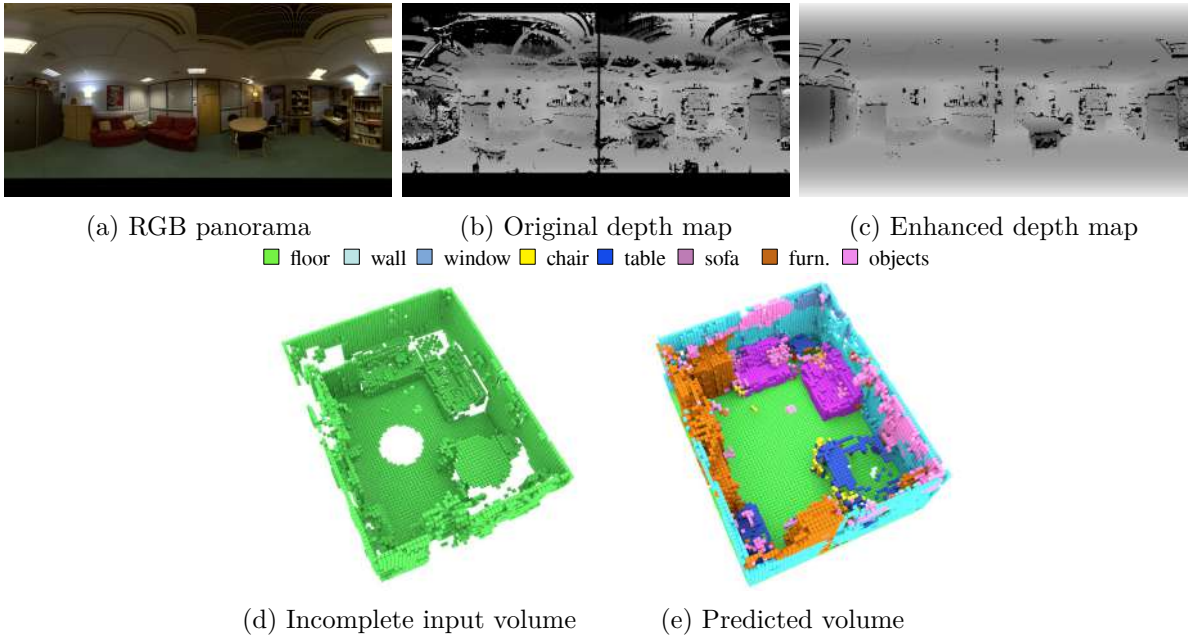 (a) RGB panorama (b) Original depth map (c) Enhanced depth map
floor wall window chair table sofa furn. objects
(d) Incomplete input volume (e) Predicted volume